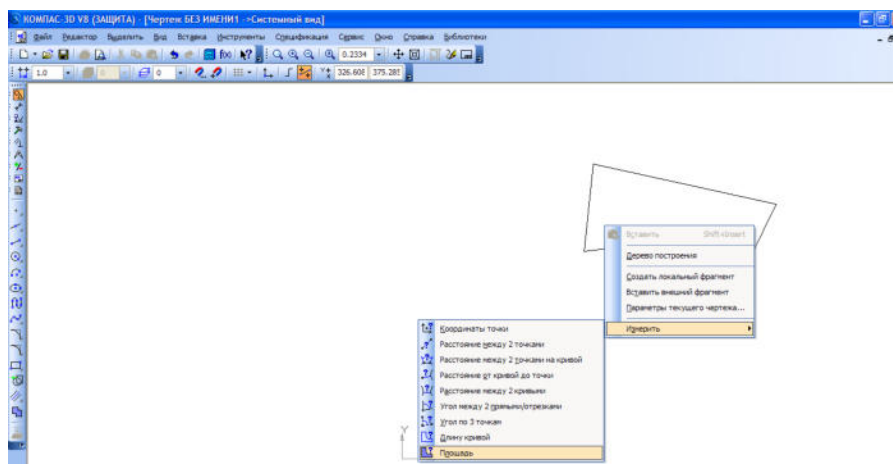 КОМПАС-3D V8 (ЗАЩИТА) - [Чертеж БЕЗ ИМЕНИ1 ->Системный вид]
Файл Редактор Выделить Вид Вставка Инструменты Спецификация Сервис Окно Справка Библиотеки
f(x) 0.2334
1.0 0 326.608 375.285
Вставить Shift+Insert
Дерево построения
Создать локальный фрагмент
Вставить внешний фрагмент
Параметры текущего чертежа...
Измерить
Координаты точки
Расстояние между 2 точками
Расстояние между 2 точками на кривой
Расстояние от кривой до точки
Расстояние между 2 кривыми
Угол между 2 прямыми/отрезками
Угол по 3 точкам
Длину кривой
Площадь
Y